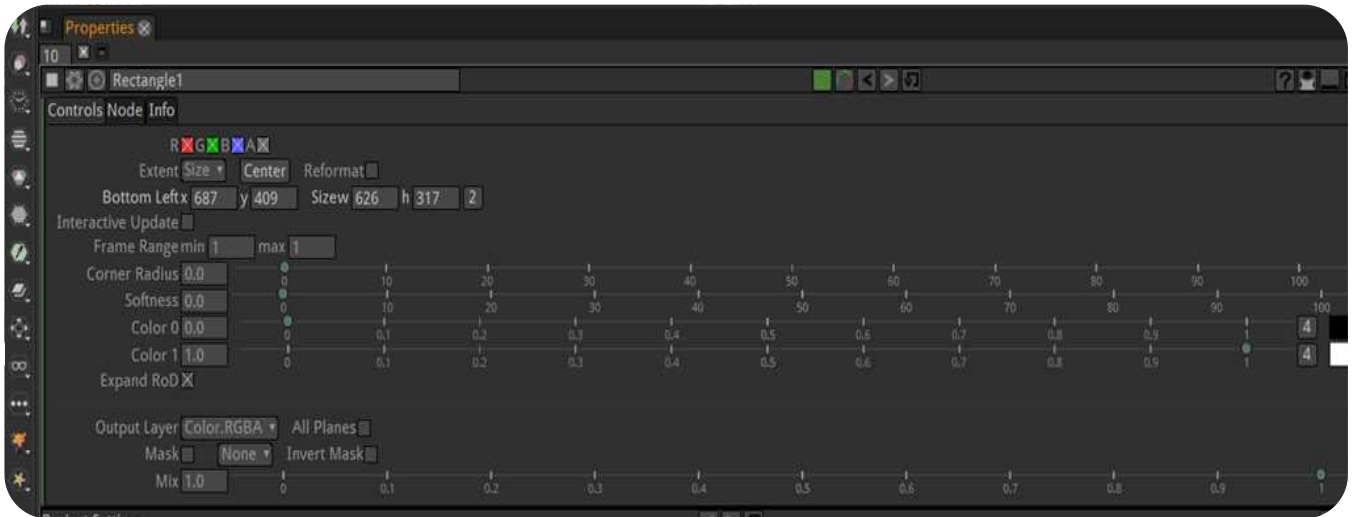 Properties
10
Rectangle1
Controls Node Info
R G B A
Extent Size Center Reformat
Bottom Left x 687 y 409 Size w 626 h 317 2
Interactive Update
Frame Range min 1 max 1
Corner Radius 0.0 0 10 20 30 40 50 60 70 80 90 100
Softness 0.0 0 10 20 30 40 50 60 70 80 90 100
Color 0 0.0 0 0.1 0.2 0.3 0.4 0.5 0.6 0.7 0.8 0.9 1 4
Color 1 1.0 0 0.1 0.2 0.3 0.4 0.5 0.6 0.7 0.8 0.9 1 4
Expand RoD
Output Layer Color.RGBA All Planes
Mask None Invert Mask
Mix 1.0 0 0.1 0.2 0.3 0.4 0.5 0.6 0.7 0.8 0.9 1